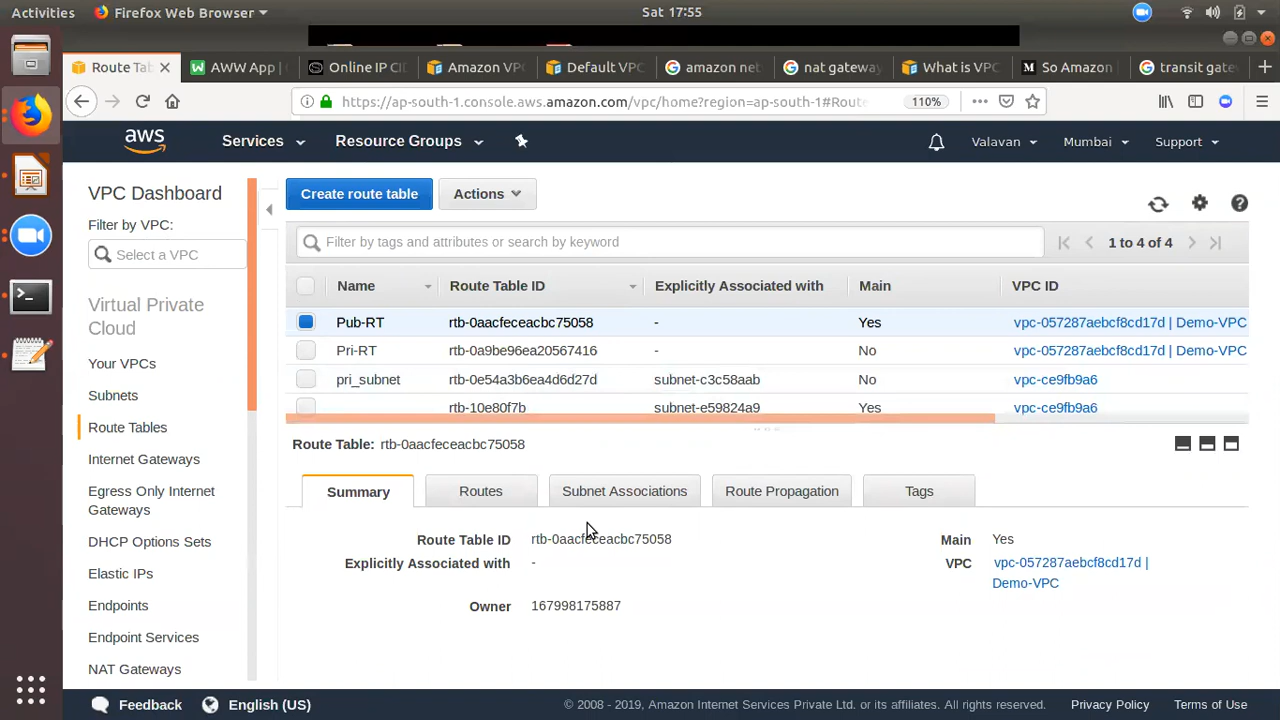 Activities Firefox Web Browser Sat 17:55
Route Tab AWW App | Online IP CI Amazon VP Default VPC amazon net nat gateway What is VPC So Amazon transit gate
https://ap-south-1.console.aws.amazon.com/vpc/home?region=ap-south-1#Route 110%
aws Services Resource Groups Valavan Mumbai Support
VPC Dashboard
Filter by VPC:
Select a VPC
Virtual Private
Cloud
Your VPCs
Subnets
Route Tables
Internet Gateways
Egress Only Internet
Gateways
DHCP Options Sets
Elastic IPs
Endpoints
Endpoint Services
NAT Gateways
Create route table Actions
Filter by tags and attributes or search by keyword 1 to 4 of 4
Name Route Table ID Explicitly Associated with Main VPC ID
Pub-RT rtb-0aacfeceacbc75058 - Yes vpc-057287aebcf8cd17d | Demo-VPC
Pri-RT rtb-0a9be96ea20567416 - No vpc-057287aebcf8cd17d | Demo-VPC
pri_subnet rtb-0e54a3b6ea4d6d27d subnet-c3c58aab No vpc-ce9fb9a6
rtb-10e80f7b subnet-e59824a9 Yes vpc-ce9fb9a6
Route Table: rtb-0aacfeceacbc75058
Summary Routes Subnet Associations Route Propagation Tags
Route Table ID rtb-0aacfeceacbc75058 Main Yes
Explicitly Associated with - VPC vpc-057287aebcf8cd17d |
Demo-VPC
Owner 167998175887
Feedback English (US) © 2008 - 2019, Amazon Internet Services Private Ltd. or its affiliates. All rights reserved. Privacy Policy Terms of Use